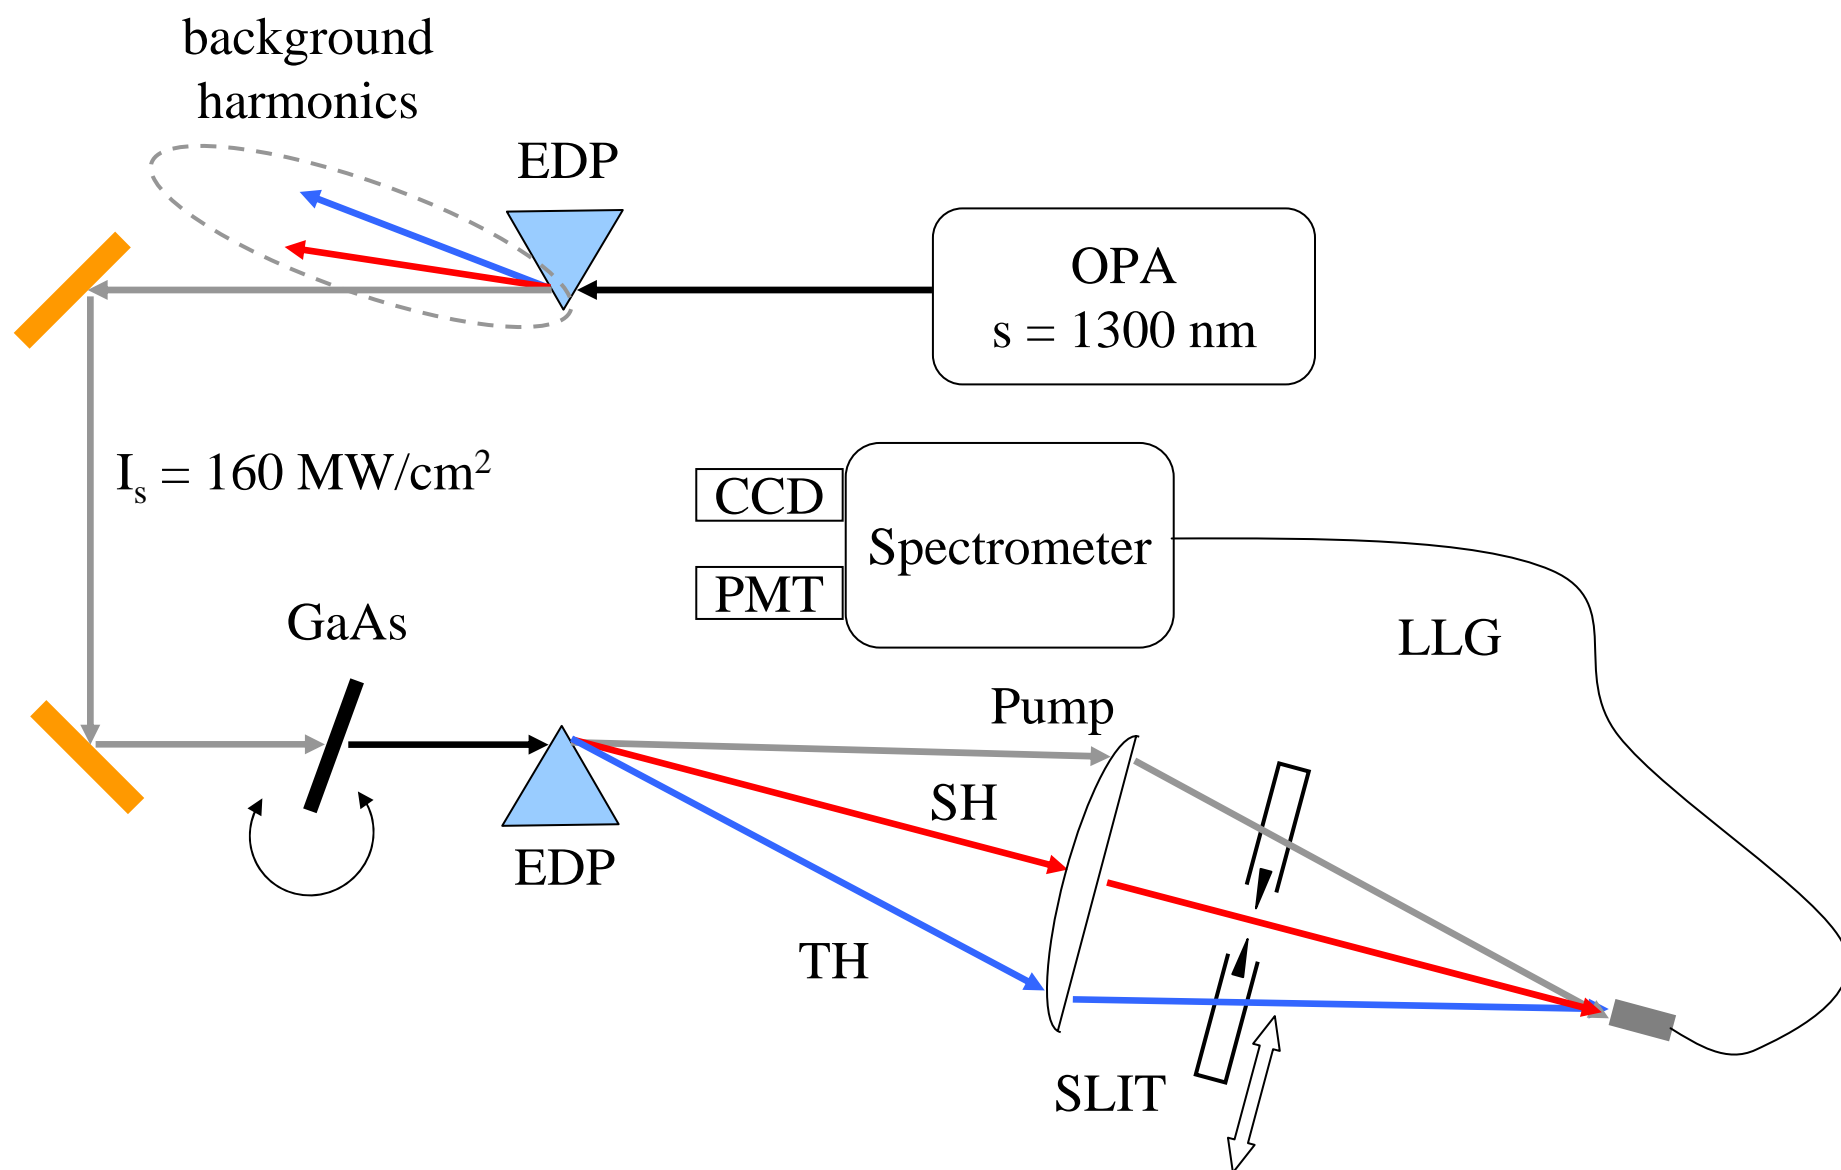 background
harmonics
EDP
OPA
s = 1300 nm
I_s = 160 MW/cm²
CCD
Spectrometer
PMT
GaAs
LLG
Pump
SH
EDP
TH
SLIT